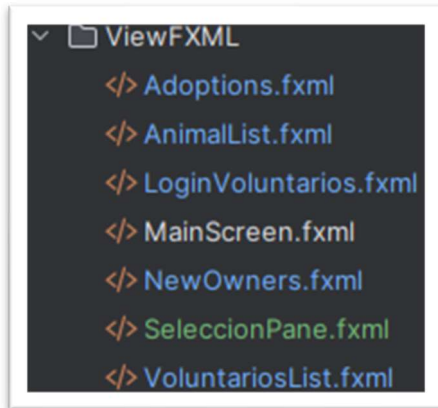 ViewFXML
</> Adoptions.fxml
</> AnimalList.fxml
</> LoginVoluntarios.fxml
</> MainScreen.fxml
</> NewOwners.fxml
</> SeleccionPane.fxml
</> VoluntariosList.fxml